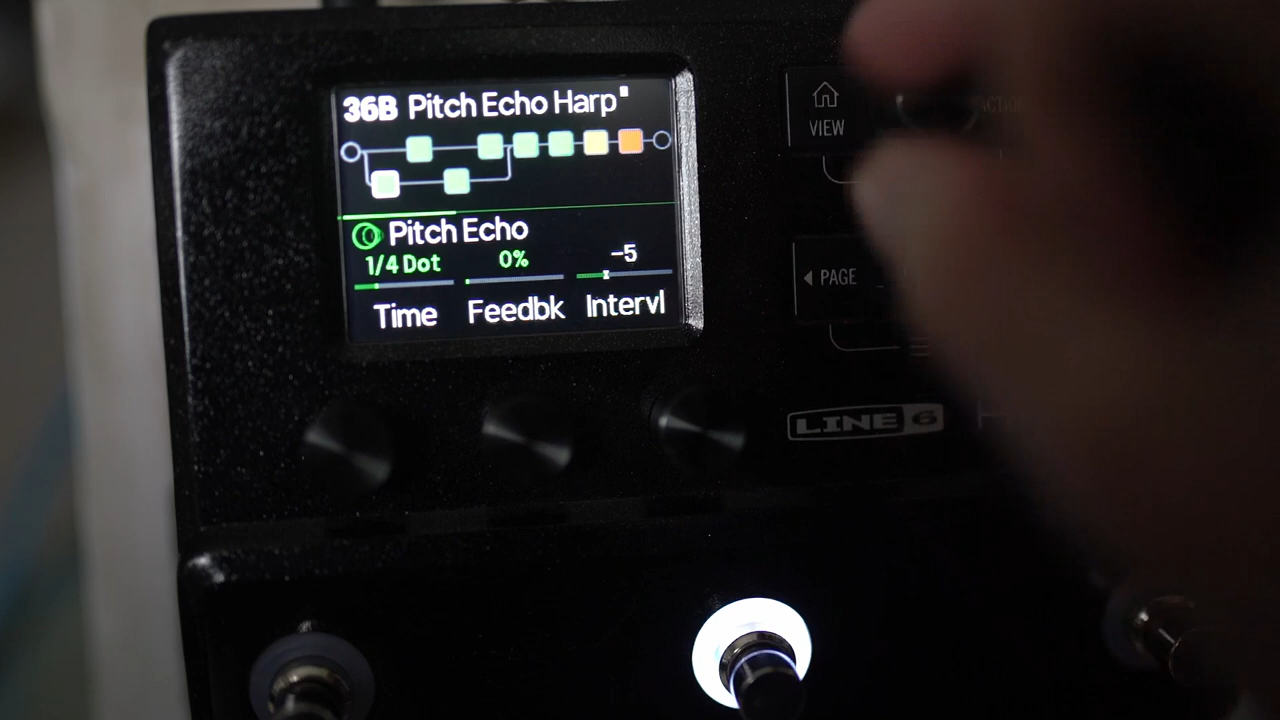 36B Pitch Echo Harp
Pitch Echo
1/4 Dot 0% -5
Time Feedbk Intervl
VIEW
PAGE
LINE 6